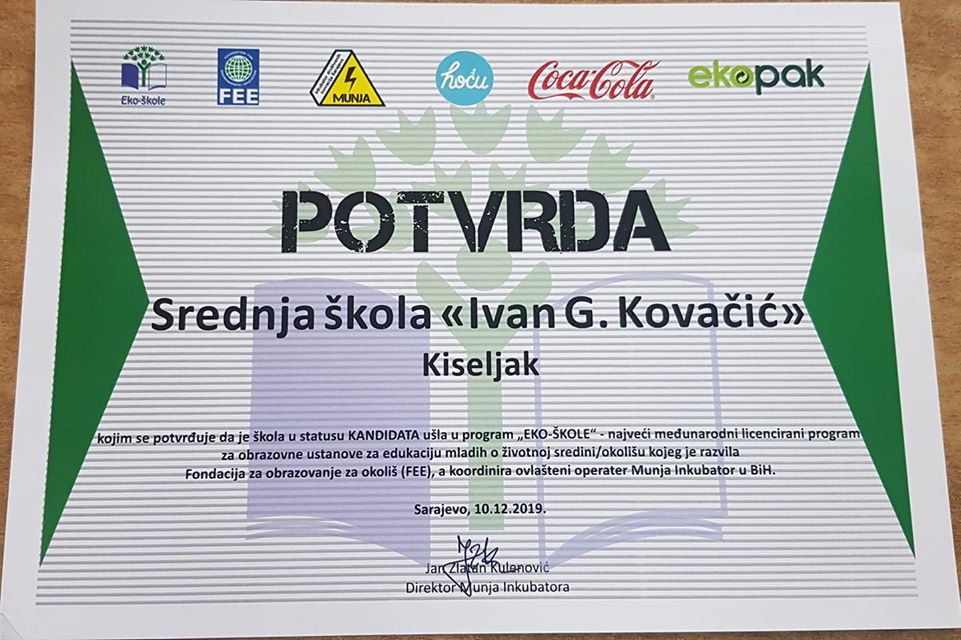 Eko-škole
FEE
MUNJA
hoću
Coca-Cola
ekopak
POTVRDA
Srednja škola «Ivan G. Kovačić»
Kiseljak
kojim se potvrđuje da je škola u statusu KANDIDATA ušla u program „EKO-ŠKOLE“ - najveći međunarodni licencirani program
za obrazovne ustanove za edukaciju mladih o životnoj sredini/okolišu kojeg je razvila
Fondacija za obrazovanje za okoliš (FEE), a koordinira ovlašteni operater Munja Inkubator u BiH.
Sarajevo, 10.12.2019.
Jan Zlatan Kulenović
Direktor Munja Inkubatora